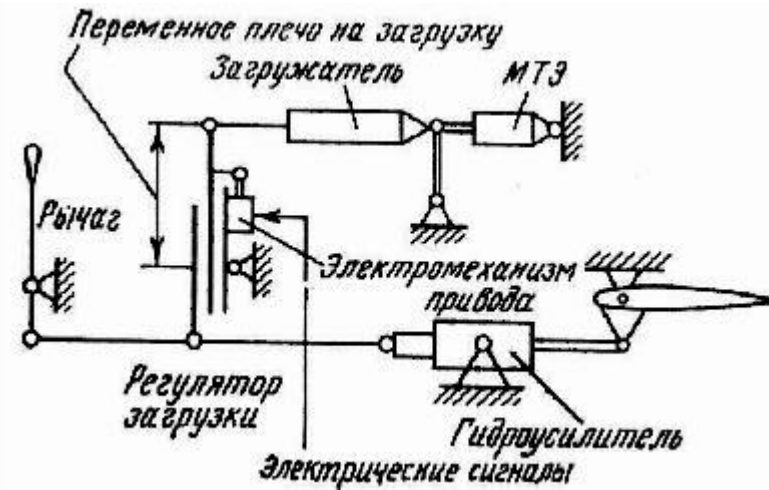 Переменное плечо на загрузку
Загружатель
МТЭ
Рычаг
Электромеханизм
привода
Регулятор
загрузки
Гидроусилитель
Электрические сигналы